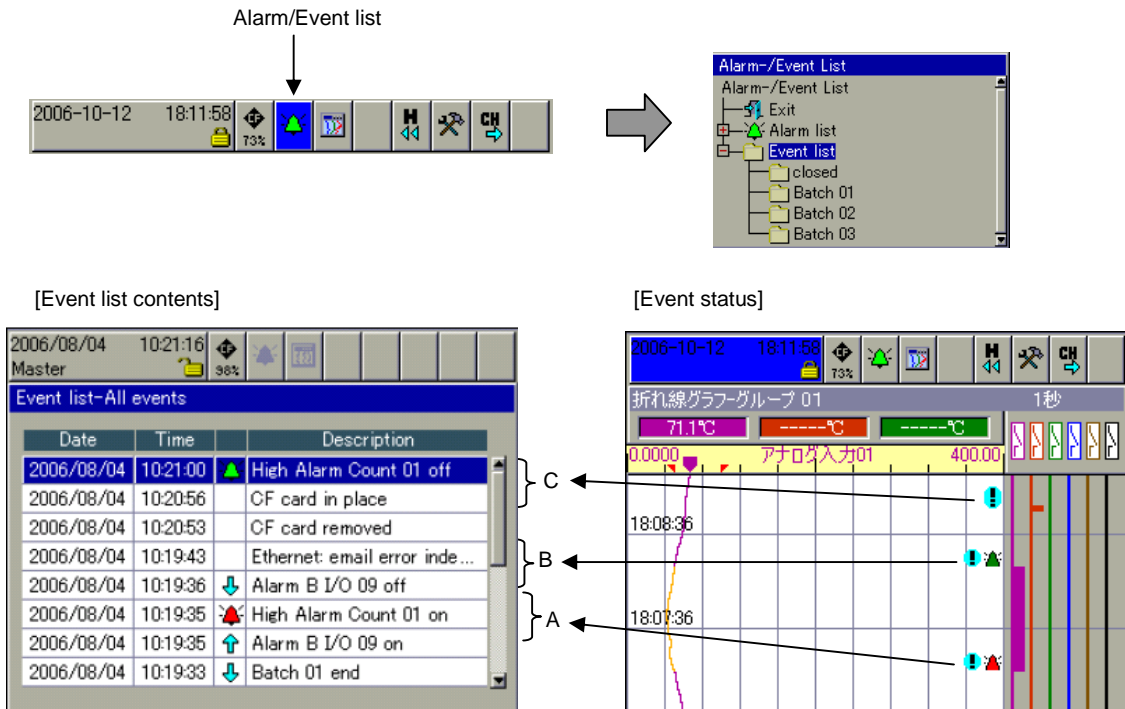 Alarm/Event list
2006-10-12 18:11:58
73%
CF
H
CH
Alarm-/Event List
Alarm-/Event List
Exit
Alarm list
Event list
closed
Batch 01
Batch 02
Batch 03
[Event list contents]
2006/08/04 10:21:16
Master
CF
98%
Event list-All events
Date Time Description
2006/08/04 10:21:00 High Alarm Count 01 off
2006/08/04 10:20:56 CF card in place
2006/08/04 10:20:53 CF card removed
2006/08/04 10:19:43 Ethernet: email error inde...
2006/08/04 10:19:36 Alarm B I/O 09 off
2006/08/04 10:19:35 High Alarm Count 01 on
2006/08/04 10:19:35 Alarm B I/O 09 on
2006/08/04 10:19:33 Batch 01 end
C
B
A
[Event status]
2006-10-12 18:11:58
CF
73%
H
CH
折れ線グラフ-グループ 01 1秒
71.1℃ -----℃ -----℃
0.0000 アナログ入力01 400.00
18:08:36
18:07:36